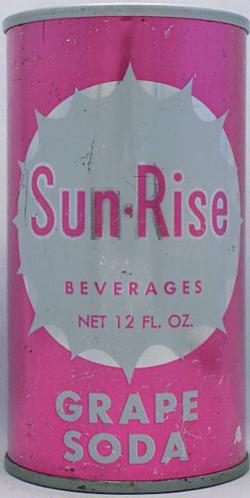 Sun-Rise
BEVERAGES
NET 12 FL. OZ.
GRAPE
SODA